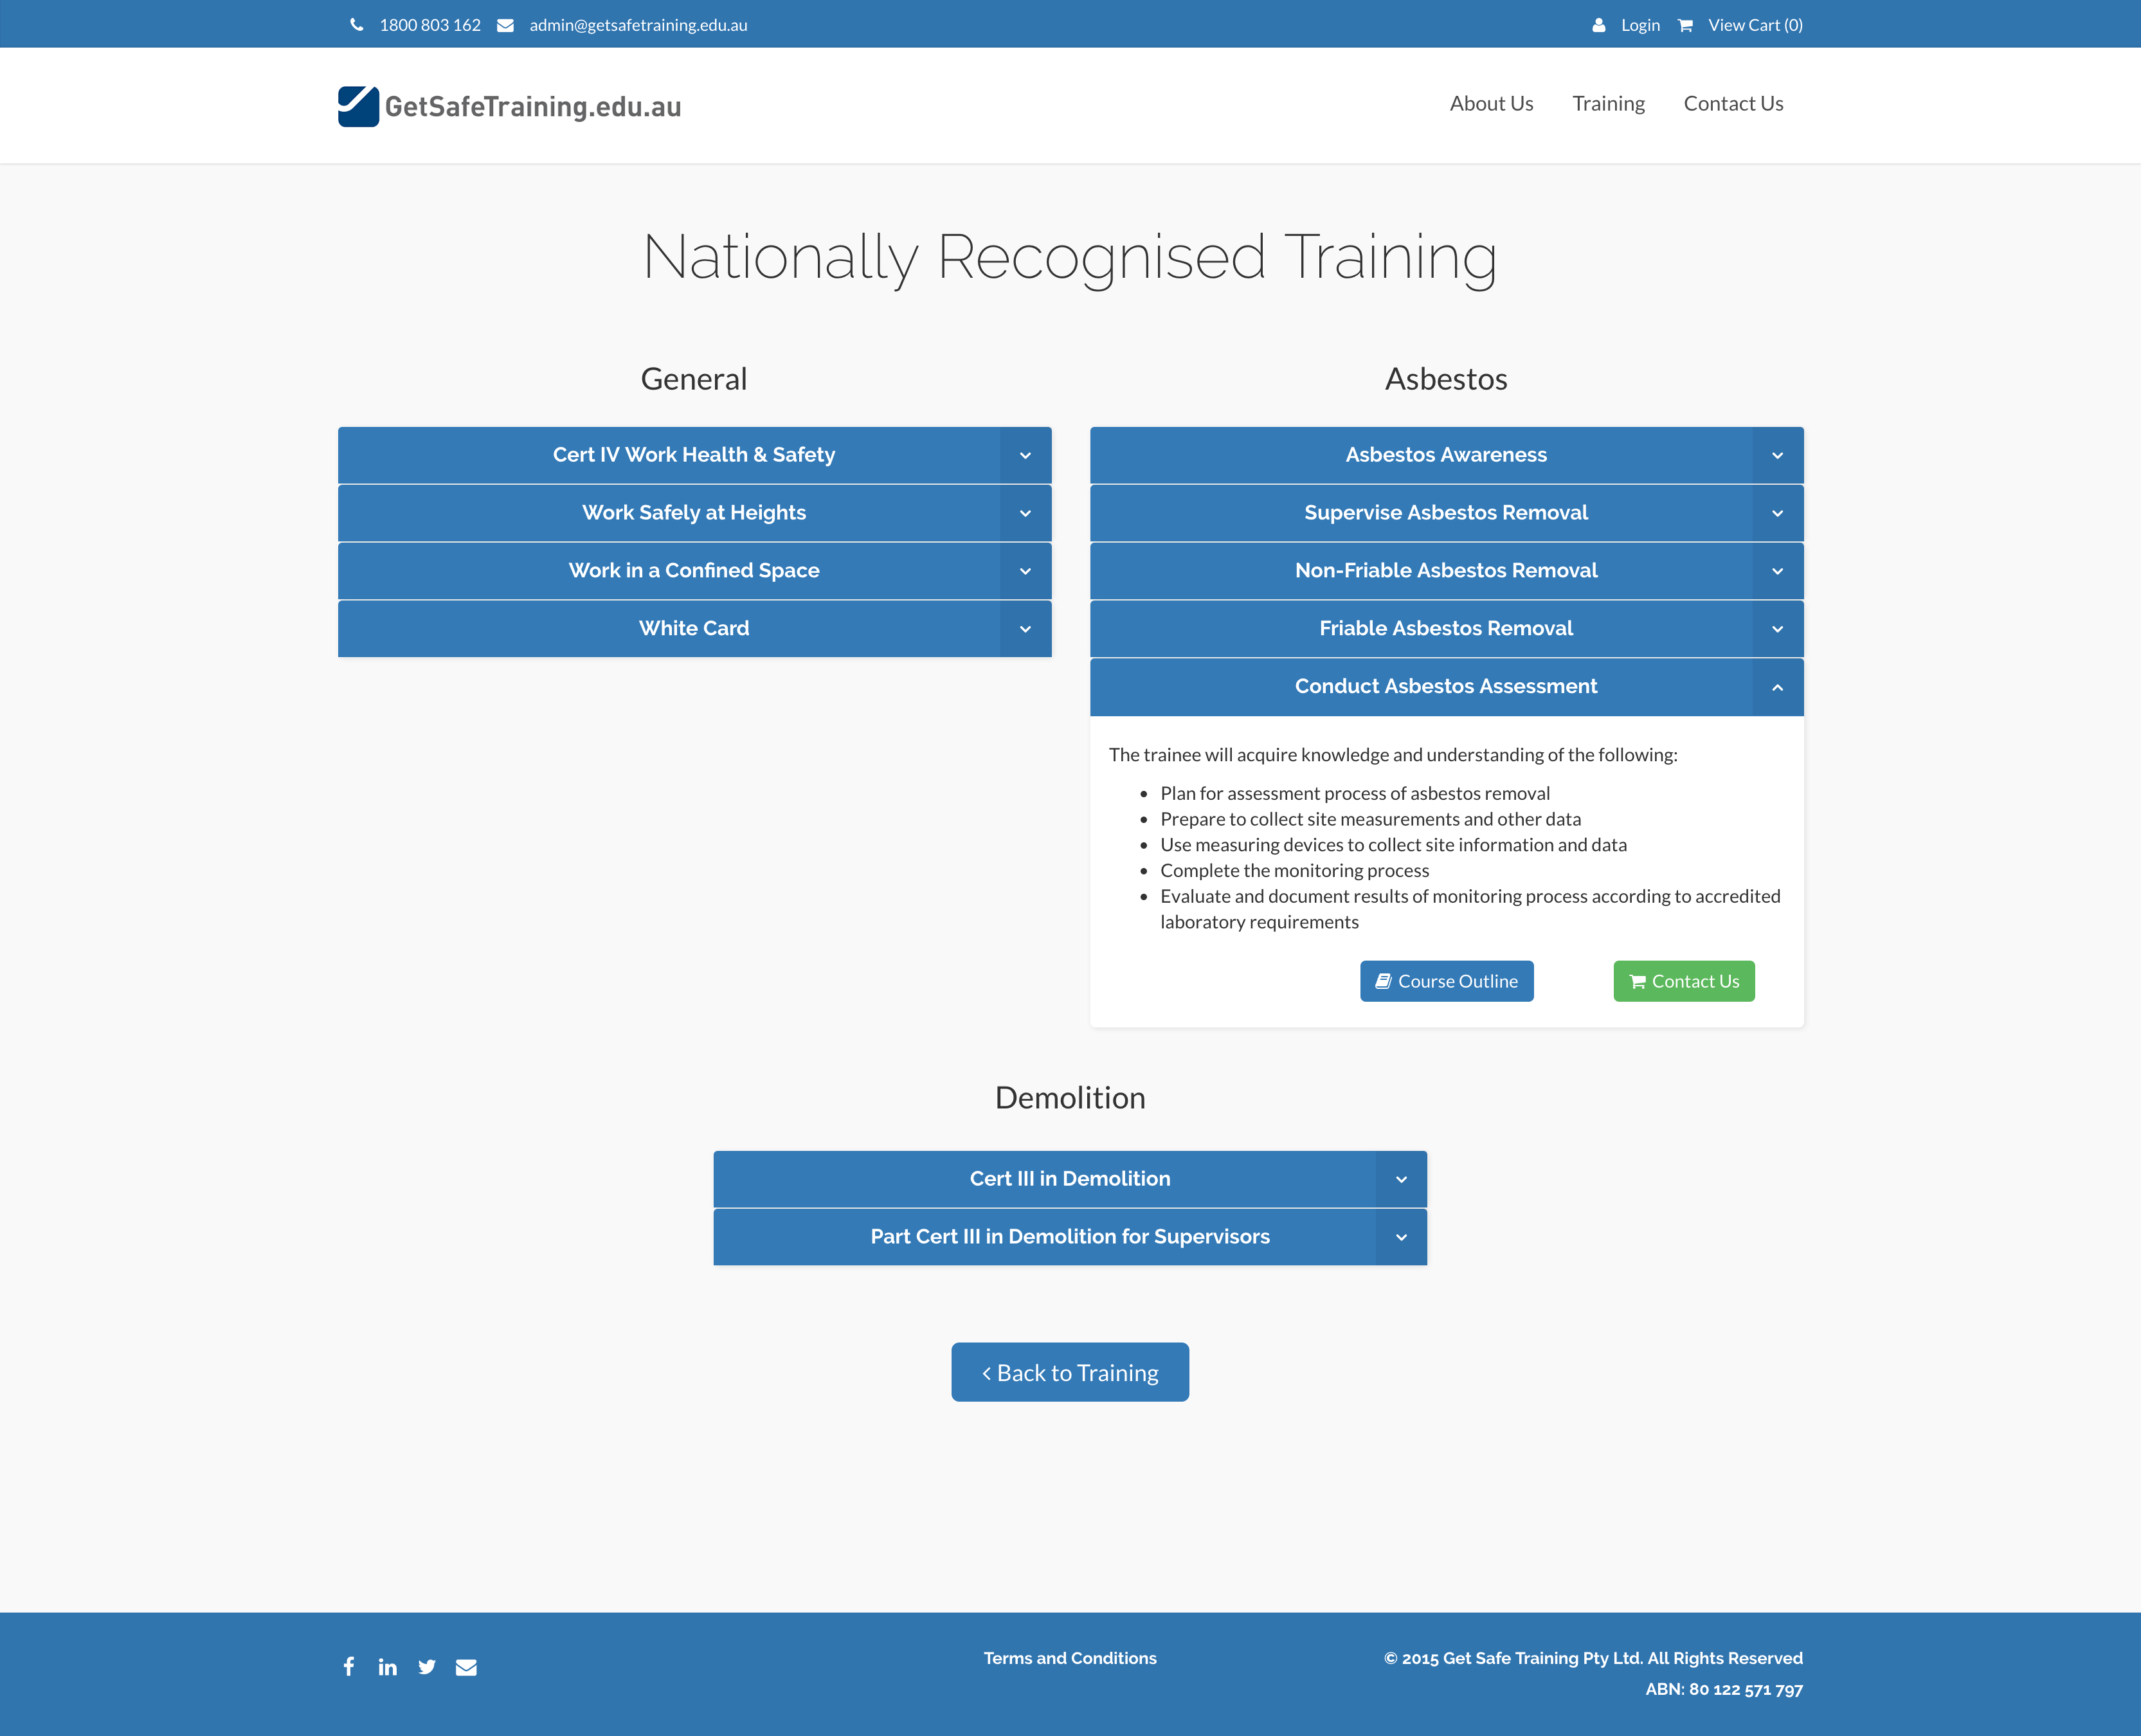 1800 803 162 admin@getsafetraining.edu.au Login View Cart (0)
GetSafeTraining.edu.au About Us Training Contact Us
Nationally Recognised Training
General
Cert IV Work Health & Safety
Work Safely at Heights
Work in a Confined Space
White Card
Asbestos
Asbestos Awareness
Supervise Asbestos Removal
Non-Friable Asbestos Removal
Friable Asbestos Removal
Conduct Asbestos Assessment
The trainee will acquire knowledge and understanding of the following:
• Plan for assessment process of asbestos removal
• Prepare to collect site measurements and other data
• Use measuring devices to collect site information and data
• Complete the monitoring process
• Evaluate and document results of monitoring process according to accredited
laboratory requirements
Course Outline Contact Us
Demolition
Cert III in Demolition
Part Cert III in Demolition for Supervisors
Back to Training
Terms and Conditions
© 2015 Get Safe Training Pty Ltd. All Rights Reserved
ABN: 80 122 571 797